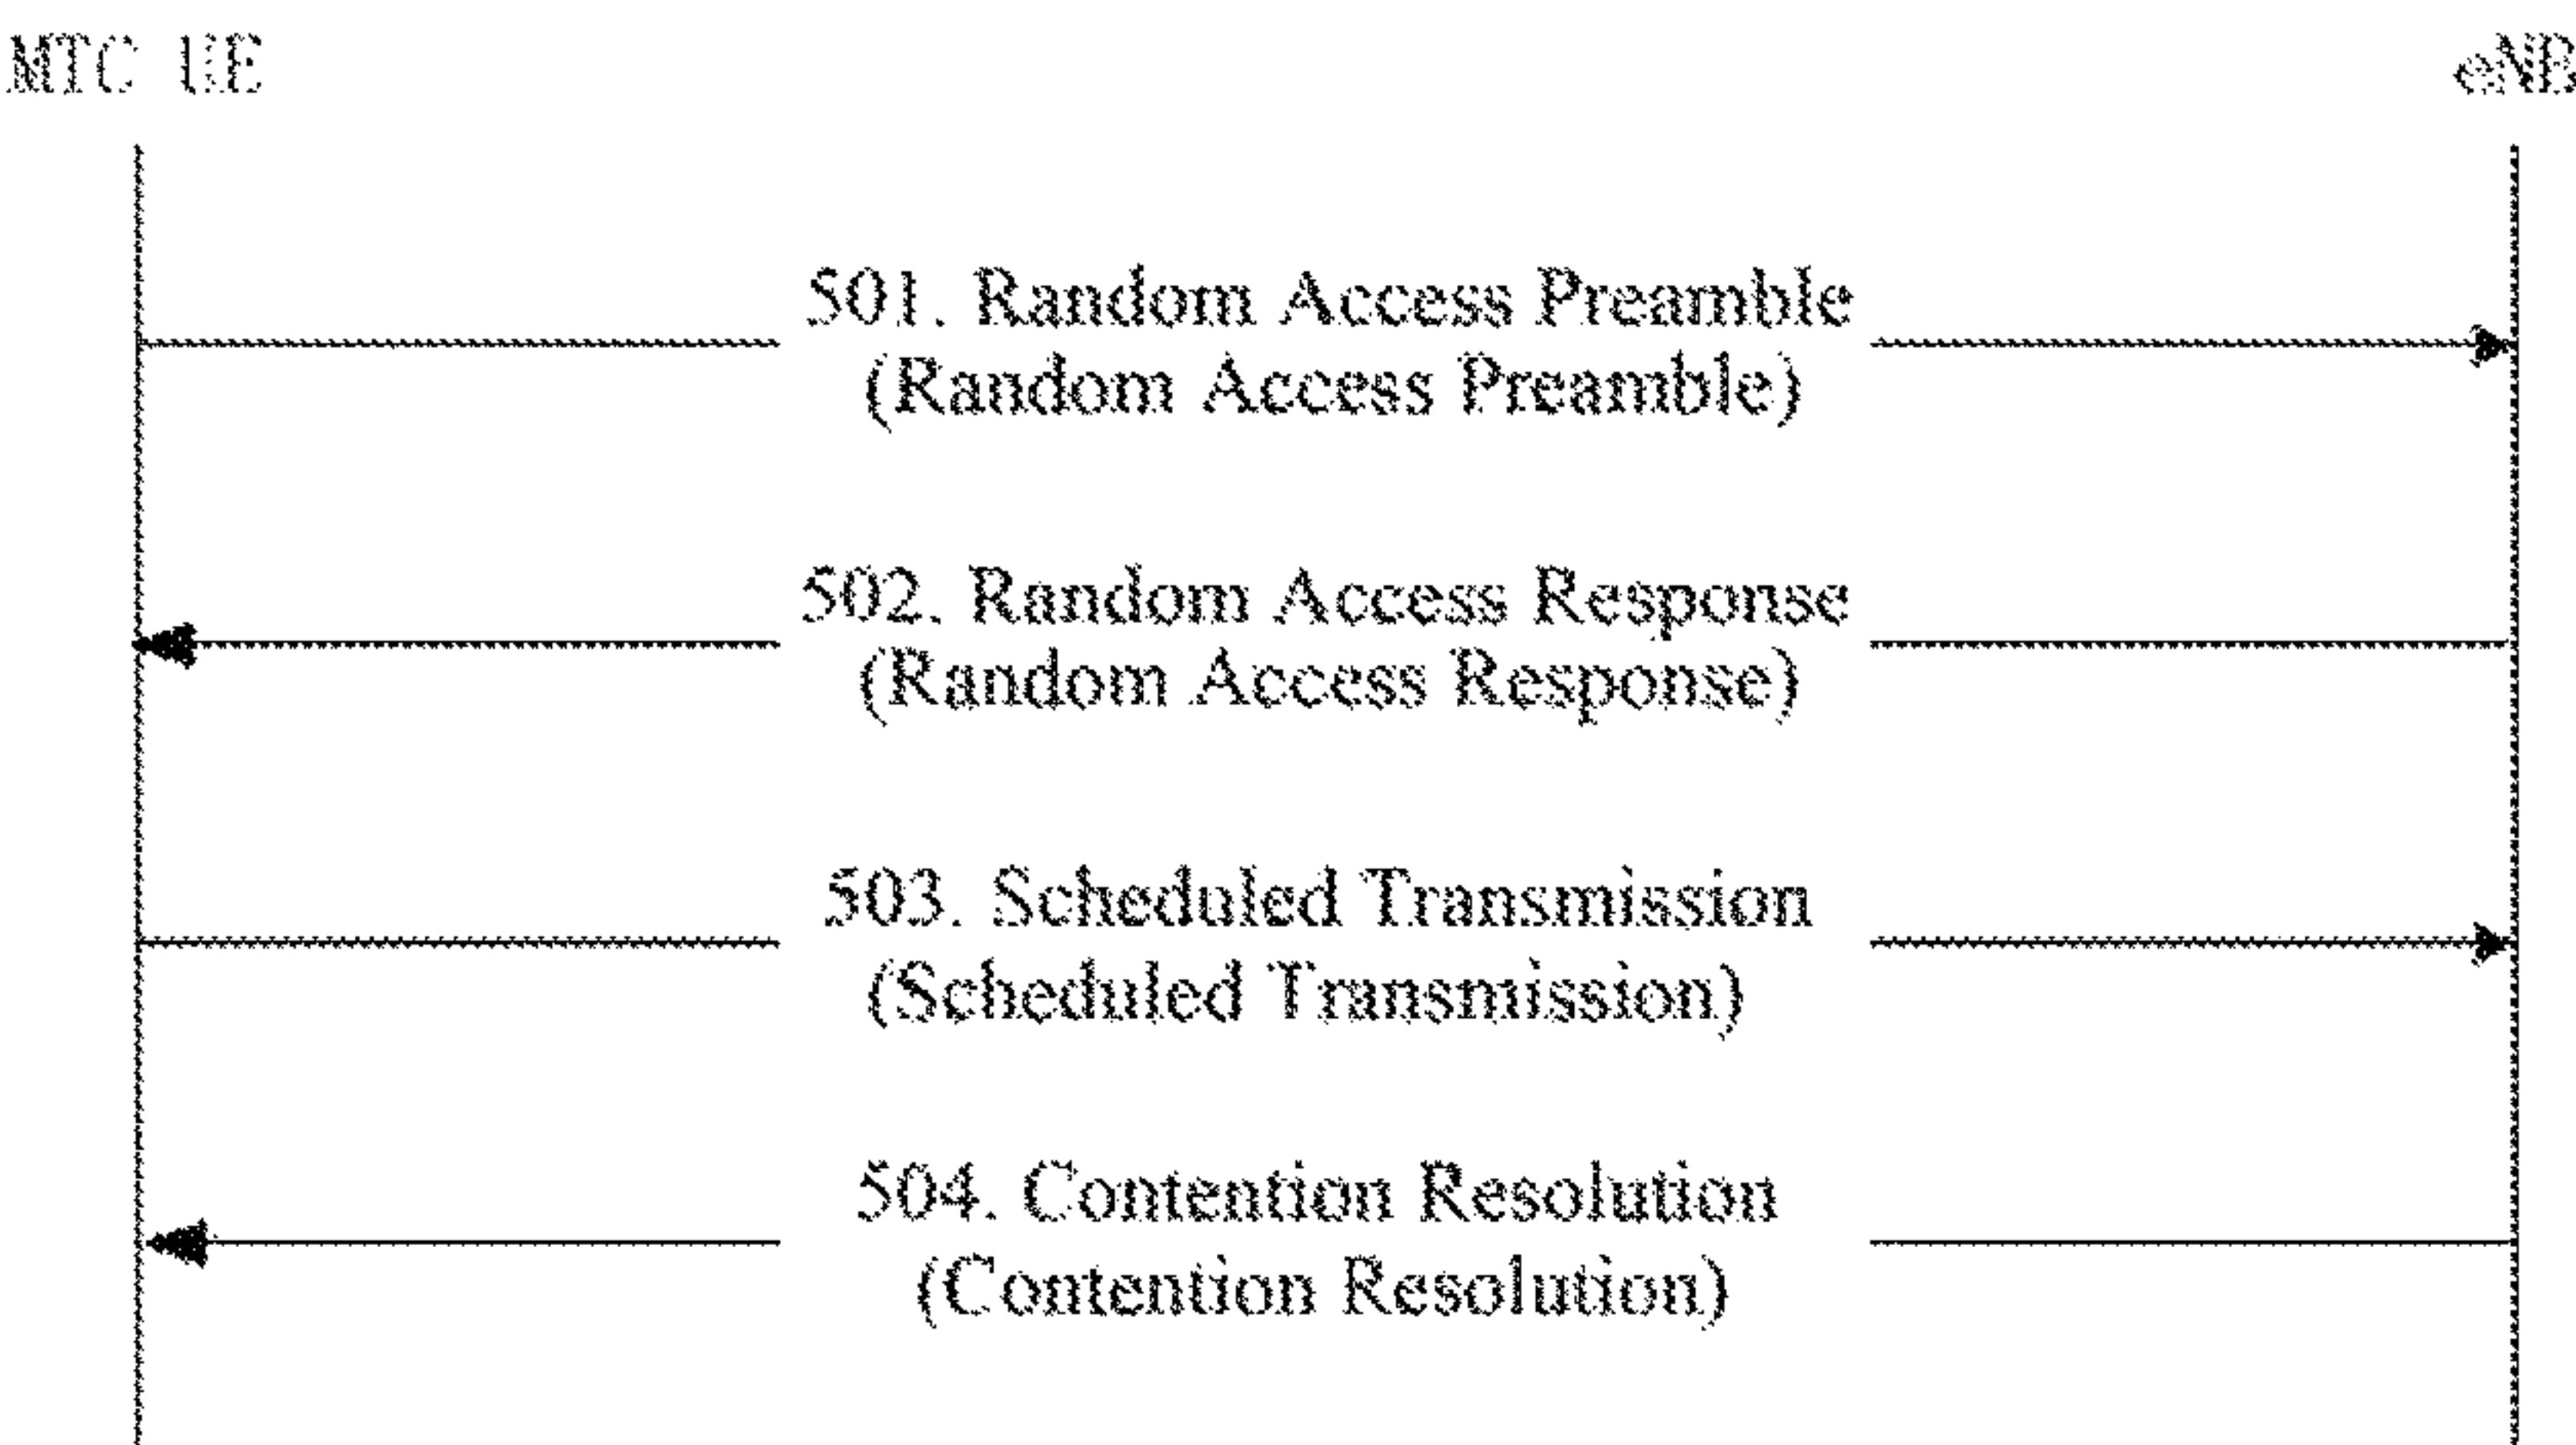 MTC UE
eNB
501. Random Access Preamble
(Random Access Preamble)
502. Random Access Response
(Random Access Response)
503. Scheduled Transmission
(Scheduled Transmission)
504. Contention Resolution
(Contention Resolution)